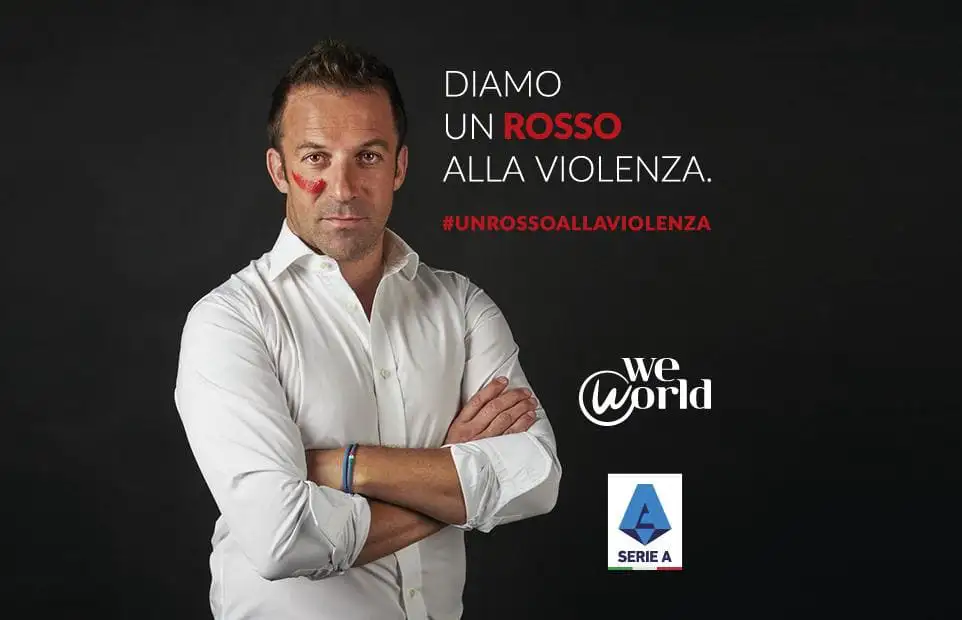 DIAMO
UN ROSSO
ALLA VIOLENZA.
#UNROSSOALLAVIOLENZA
we
World
SERIE A